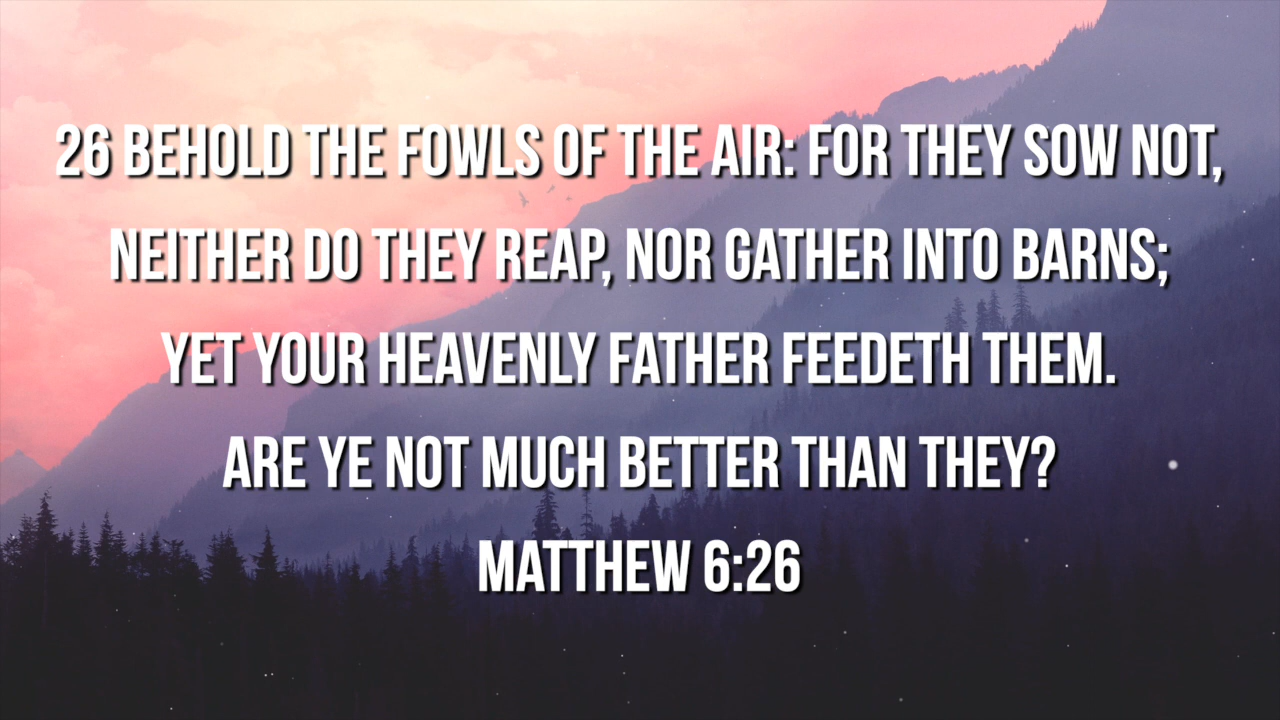 26 BEHOLD THE FOWLS OF THE AIR: FOR THEY SOW NOT,
NEITHER DO THEY REAP, NOR GATHER INTO BARNS;
YET YOUR HEAVENLY FATHER FEEDETH THEM.
ARE YE NOT MUCH BETTER THAN THEY?
MATTHEW 6:26